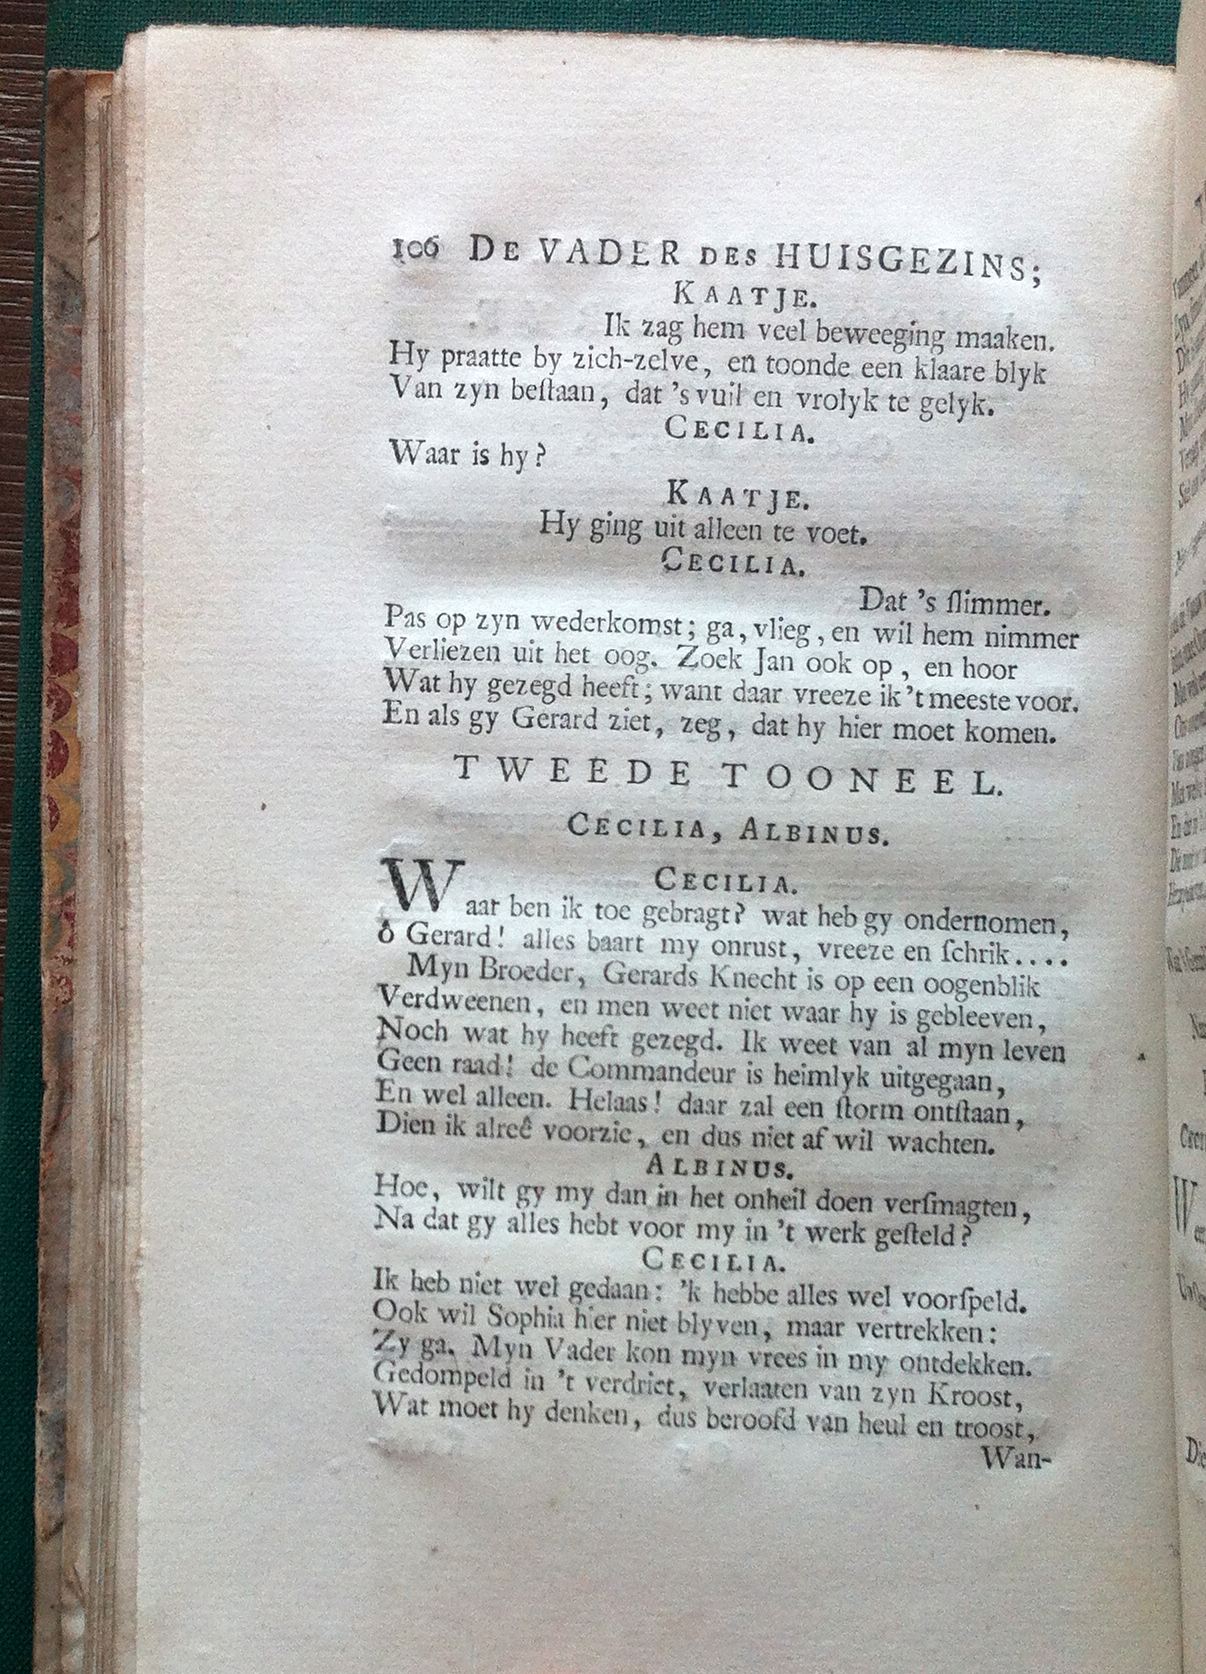 106 DE VADER DES HUISGEZINS;
KAATJE.
Ik zag hem veel beweeging maaken.
Hy praatte by zich-zelve, en toonde een klaare blyk
Van zyn beſtaan, dat 's vuil en vrolyk te gelyk.
CECILIA.
Waar is hy?
KAATJE.
Hy ging uit alleen te voet.
CECILIA.
Dat 's ſlimmer.
Pas op zyn wederkomst; ga, vlieg, en wil hem nimmer
Verliezen uit het oog. Zoek Jan ook op, en hoor
Wat hy gezegd heeft; want daar vreeze ik 't meeste voor.
En als gy Gerard ziet, zeg, dat hy hier moet komen.
TWEEDE TOONEEL.
CECILIA, ALBINUS.
CECILIA.
Waar ben ik toe gebragt? wat heb gy ondernomen,
ô Gerard! alles baart my onrust, vreeze en ſchrik....
Myn Broeder, Gerards Knecht is op een oogenblik
Verdweenen, en men weet niet waar hy is gebleeven,
Noch wat hy heeft gezegd. Ik weet van al myn leven
Geen raad! de Commandeur is heimlyk uitgegaan,
En wel alleen. Helaas! daar zal een ſtorm ontſtaan,
Dien ik alreê voorzie, en dus niet af wil wachten.
ALBINUS.
Hoe, wilt gy my dan in het onheil doen verſmagten,
Na dat gy alles hebt voor my in 't werk geſteld?
CECILIA.
Ik heb niet wel gedaan: 'k hebbe alles wel voorſpeld.
Ook wil Sophia hier niet blyven, maar vertrekken:
Zy ga. Myn Vader kon myn vrees in my ontdekken.
Gedompeld in 't verdriet, verlaaten van zyn Kroost,
Wat moet hy denken, dus beroofd van heul en troost,
Wan-